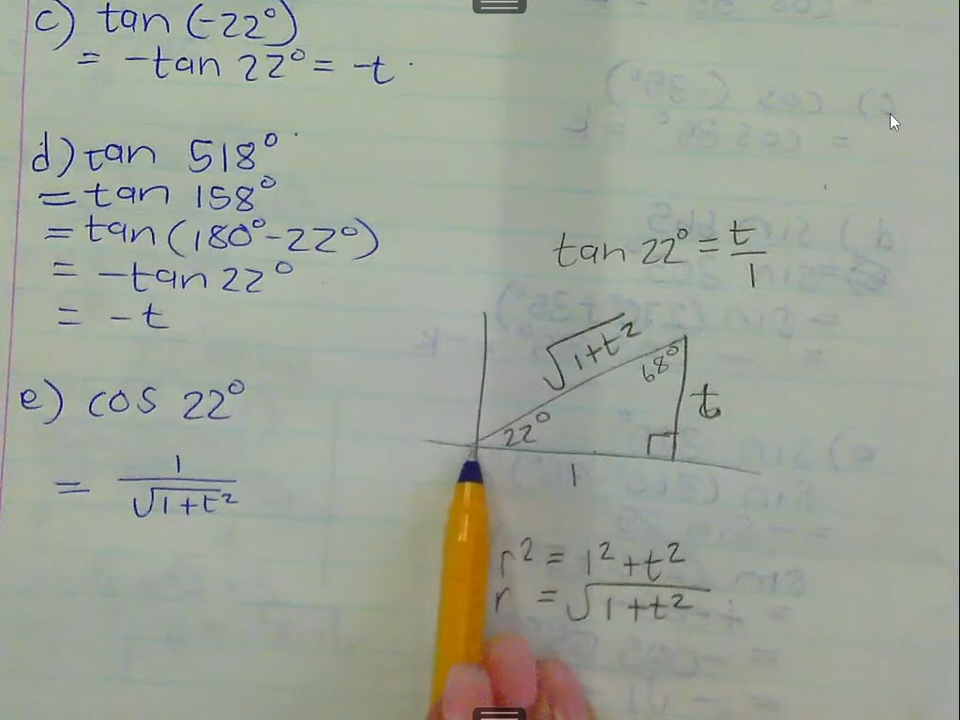 c) tan (-22°)
= -tan 22° = -t
d) tan 518°
= tan 158°
= tan (180° - 22°)
= -tan 22°
= -t
e) cos 22°
= 1/√1+t²
tan 22° = t/1
√1+t²
68°
t
22°
1
r² = 1² + t²
r = √1+t²